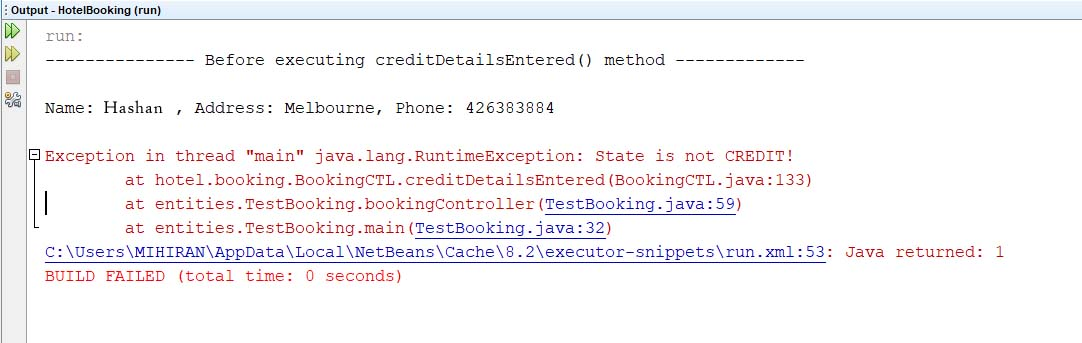 Output - HotelBooking (run)
run:
--------------- Before executing creditDetailsEntered() method -------------
Name: Hashan , Address: Melbourne, Phone: 426383884
Exception in thread "main" java.lang.RuntimeException: State is not CREDIT!
at hotel.booking.BookingCTL.creditDetailsEntered(BookingCTL.java:133)
at entities.TestBooking.bookingController(TestBooking.java:59)
at entities.TestBooking.main(TestBooking.java:32)
C:\Users\MIHIRAN\AppData\Local\NetBeans\Cache\8.2\executor-snippets\run.xml:53: Java returned: 1
BUILD FAILED (total time: 0 seconds)